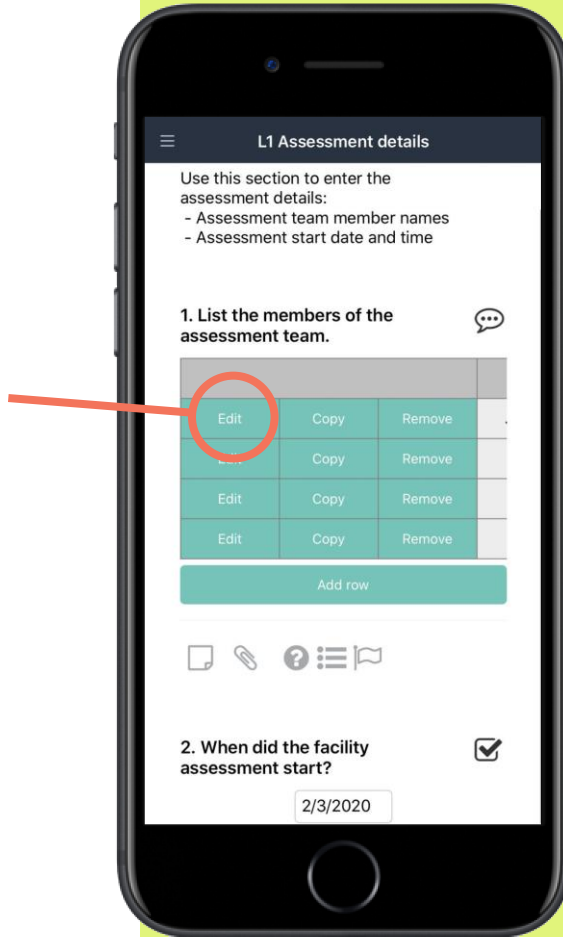 L1 Assessment details
Use this section to enter the
assessment details:
- Assessment team member names
- Assessment start date and time
1. List the members of the
assessment team.
Edit Copy Remove
Edit Copy Remove
Edit Copy Remove
Edit Copy Remove
Add row
2. When did the facility
assessment start?
2/3/2020